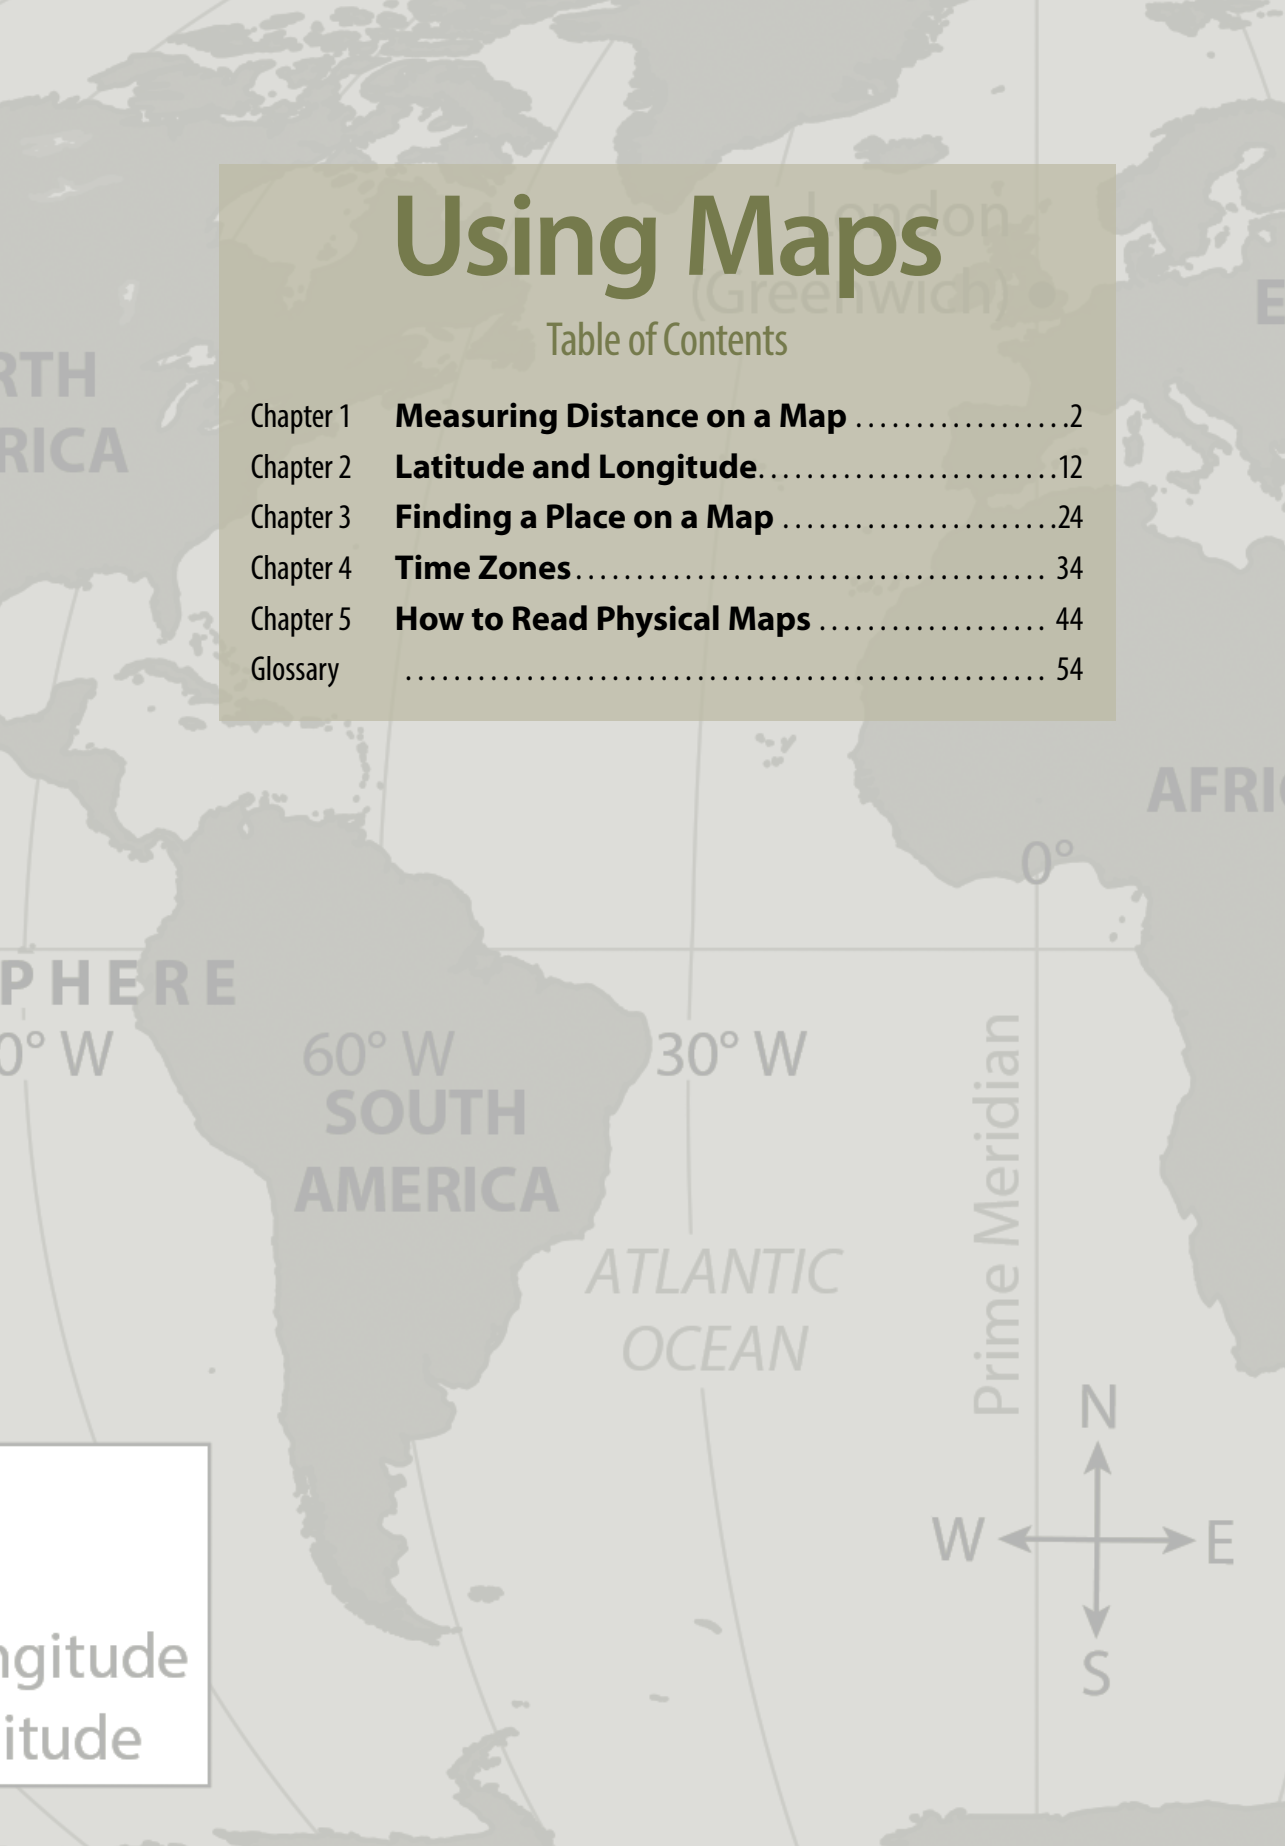 Using Maps
London
(Greenwich)
Table of Contents
Chapter 1 Measuring Distance on a Map . . . . . . . . . . . . . . . . . .2
Chapter 2 Latitude and Longitude. . . . . . . . . . . . . . . . . . . . . . . . .12
Chapter 3 Finding a Place on a Map . . . . . . . . . . . . . . . . . . . . . . .24
Chapter 4 Time Zones . . . . . . . . . . . . . . . . . . . . . . . . . . . . . . . . . . . . . . . 34
Chapter 5 How to Read Physical Maps . . . . . . . . . . . . . . . . . . . 44
Glossary . . . . . . . . . . . . . . . . . . . . . . . . . . . . . . . . . . . . . . . . . . . . . . . . . . . . . 54
RTH
RICA
E
AFRIC
0°
PHERE
0° W
60° W
30° W
SOUTH
AMERICA
Prime Meridian
ATLANTIC
OCEAN
N
W E
S
ngitude
itude